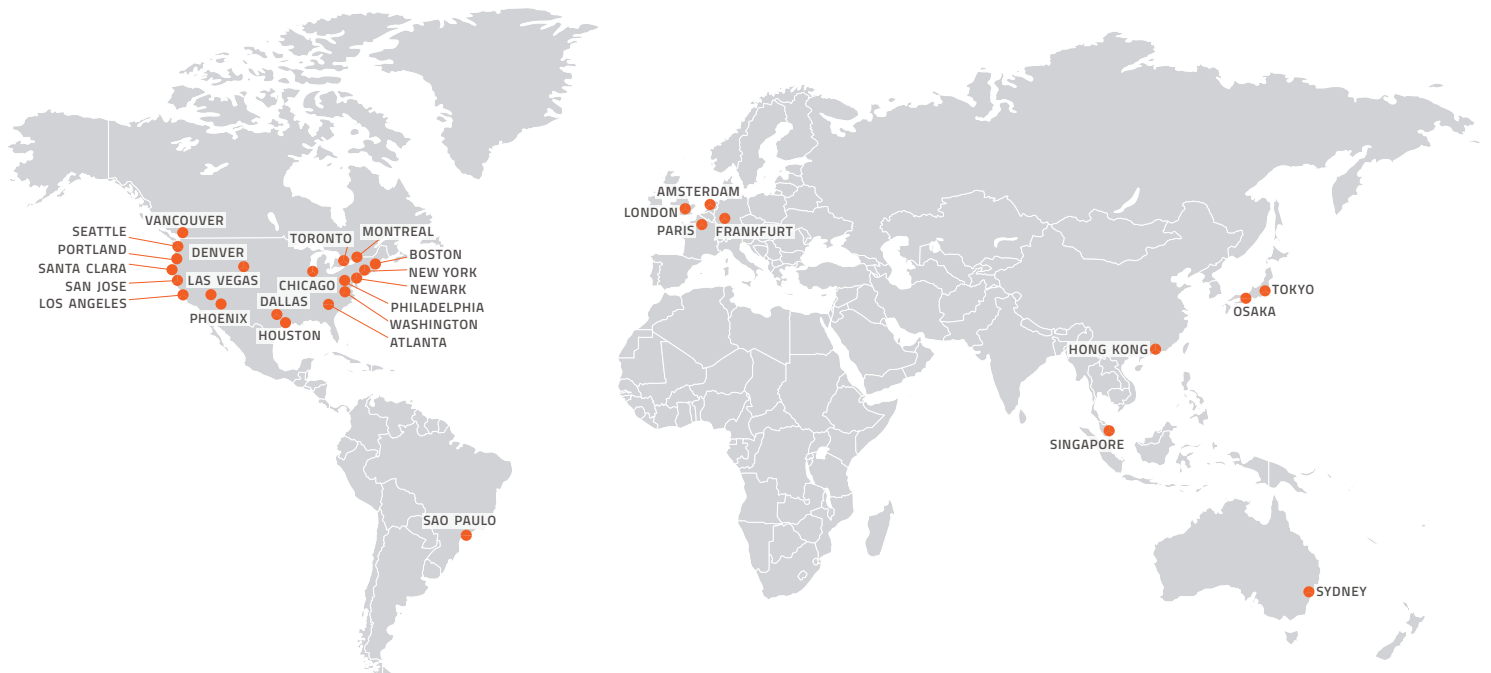 VANCOUVER
SEATTLE
PORTLAND
SANTA CLARA
SAN JOSE
LOS ANGELES
DENVER
LAS VEGAS
PHOENIX
DALLAS
HOUSTON
CHICAGO
TORONTO
MONTREAL
BOSTON
NEW YORK
NEWARK
PHILADELPHIA
WASHINGTON
ATLANTA
SAO PAULO
AMSTERDAM
LONDON
PARIS
FRANKFURT
TOKYO
OSAKA
HONG KONG
SINGAPORE
SYDNEY